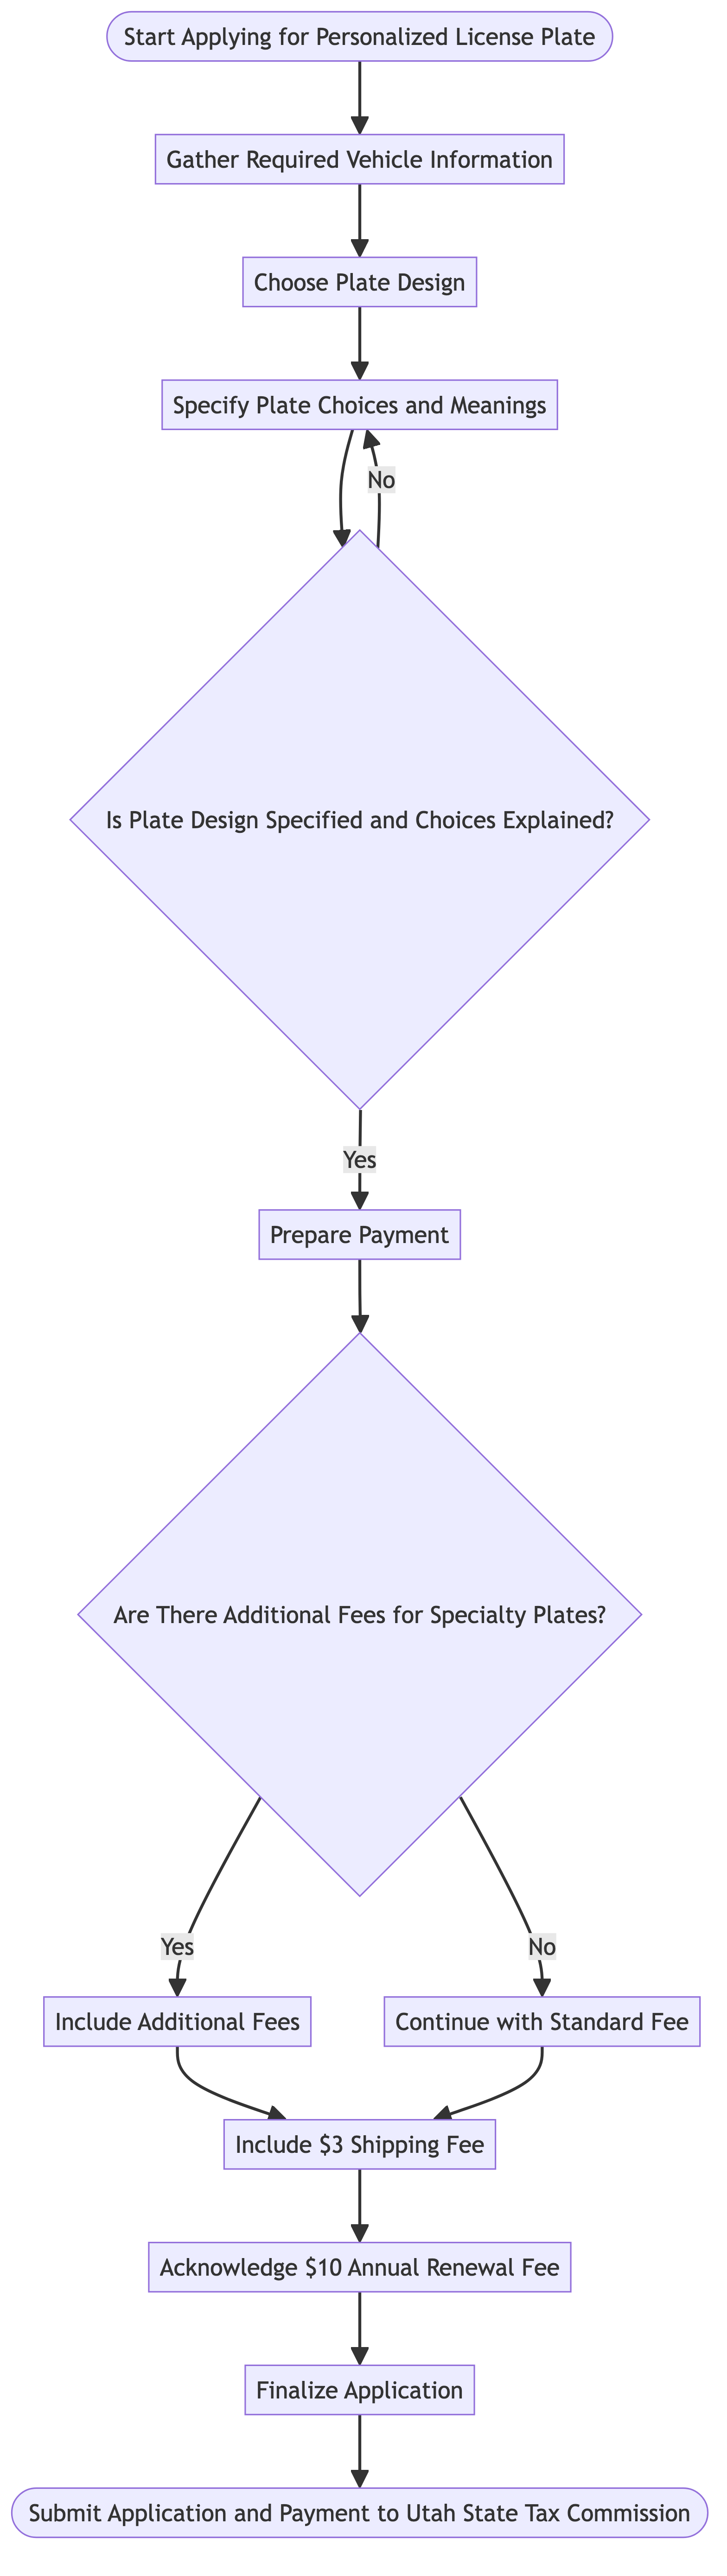 Start Applying for Personalized License Plate
Gather Required Vehicle Information
Choose Plate Design
Specify Plate Choices and Meanings
No
Is Plate Design Specified and Choices Explained?
Yes
Prepare Payment
Are There Additional Fees for Specialty Plates?
Yes
No
Include Additional Fees
Continue with Standard Fee
Include $3 Shipping Fee
Acknowledge $10 Annual Renewal Fee
Finalize Application
Submit Application and Payment to Utah State Tax Commission